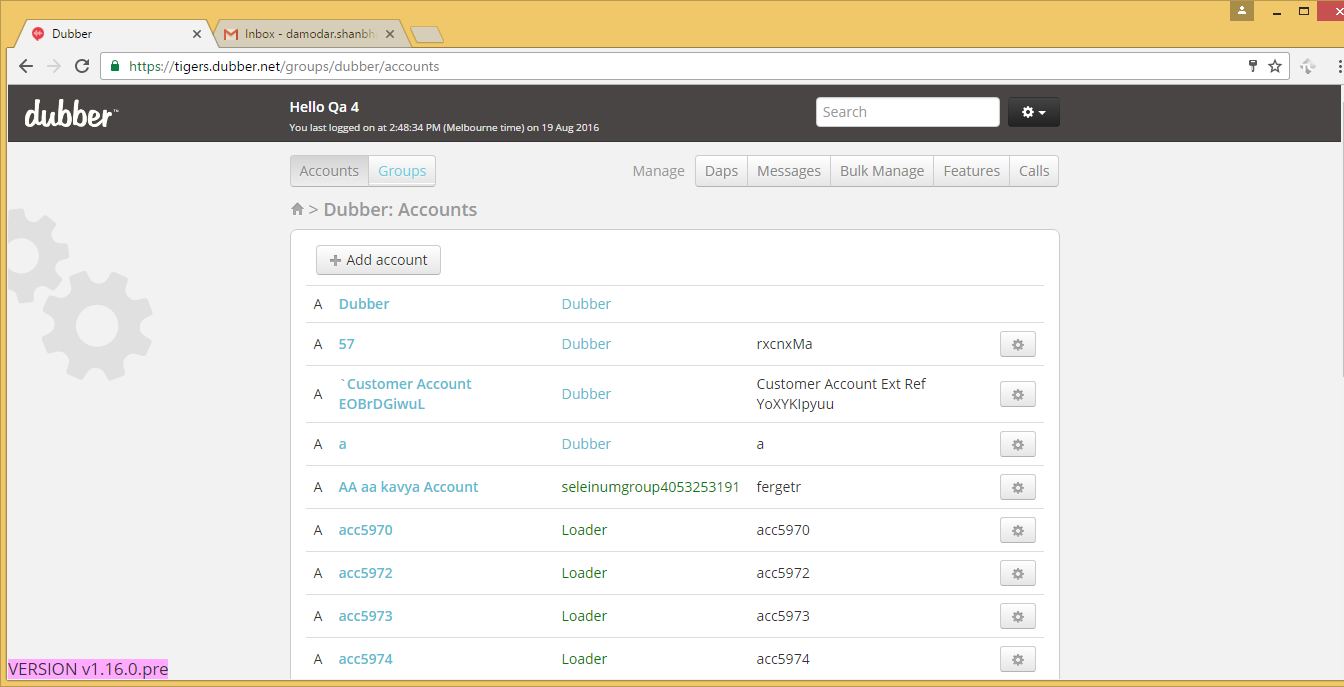 Dubber
Inbox - damodar.shanbh
https://tigers.dubber.net/groups/dubber/accounts
dubber™
Hello Qa 4
You last logged on at 2:48:34 PM (Melbourne time) on 19 Aug 2016
Search
Accounts Groups Manage Daps Messages Bulk Manage Features Calls
> Dubber: Accounts
+ Add account
A Dubber Dubber
A 57 Dubber rxcnxMa
A `Customer Account EOBrDGiwuL Dubber Customer Account Ext Ref YoXYKIpyuu
A a Dubber a
A AA aa kavya Account seleinumgroup4053253191 fergetr
A acc5970 Loader acc5970
A acc5972 Loader acc5972
A acc5973 Loader acc5973
A acc5974 Loader acc5974
VERSION v1.16.0.pre